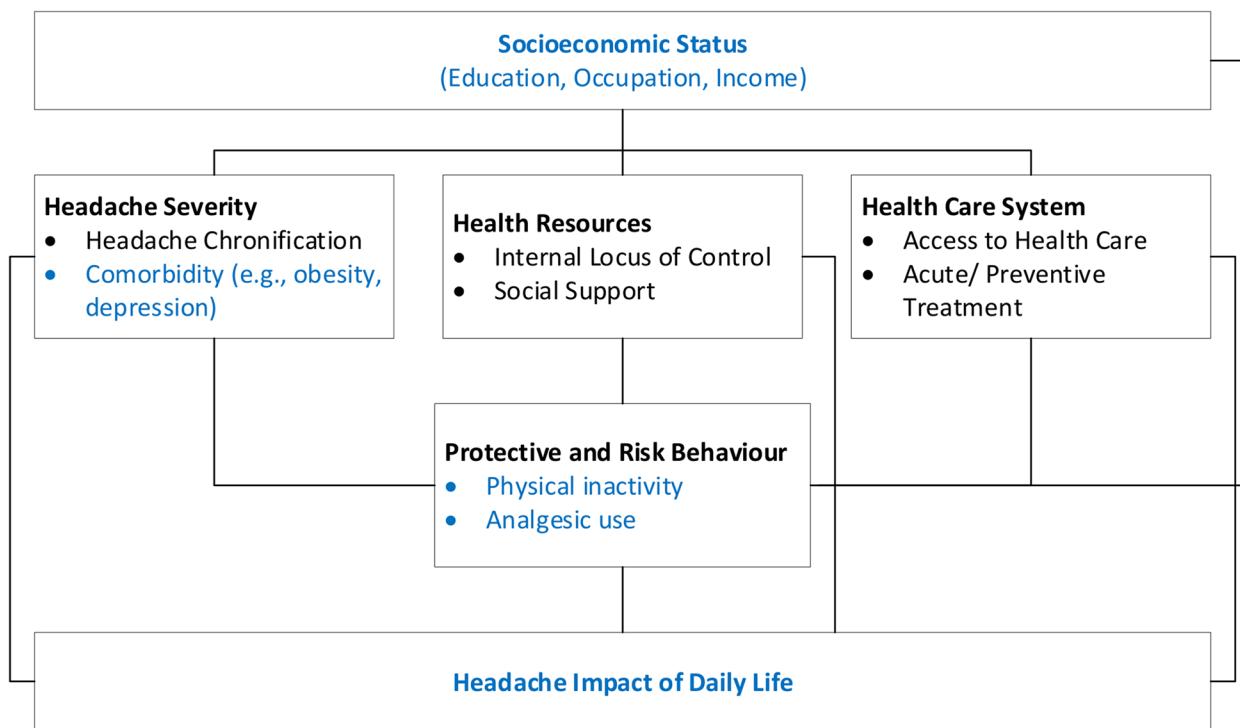 Socioeconomic Status
(Education, Occupation, Income)
Headache Severity
● Headache Chronification
● Comorbidity (e.g., obesity,
depression)
Health Resources
● Internal Locus of Control
● Social Support
Health Care System
● Access to Health Care
● Acute/ Preventive
Treatment
Protective and Risk Behaviour
● Physical inactivity
● Analgesic use
Headache Impact of Daily Life